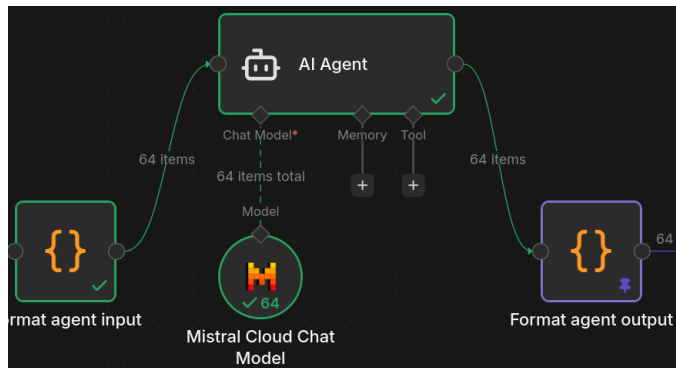 AI Agent
Chat Model*
Memory
Tool
64 items
64 items
64 items total
Model
64
64
ormat agent input
Mistral Cloud Chat
Model
Format agent output